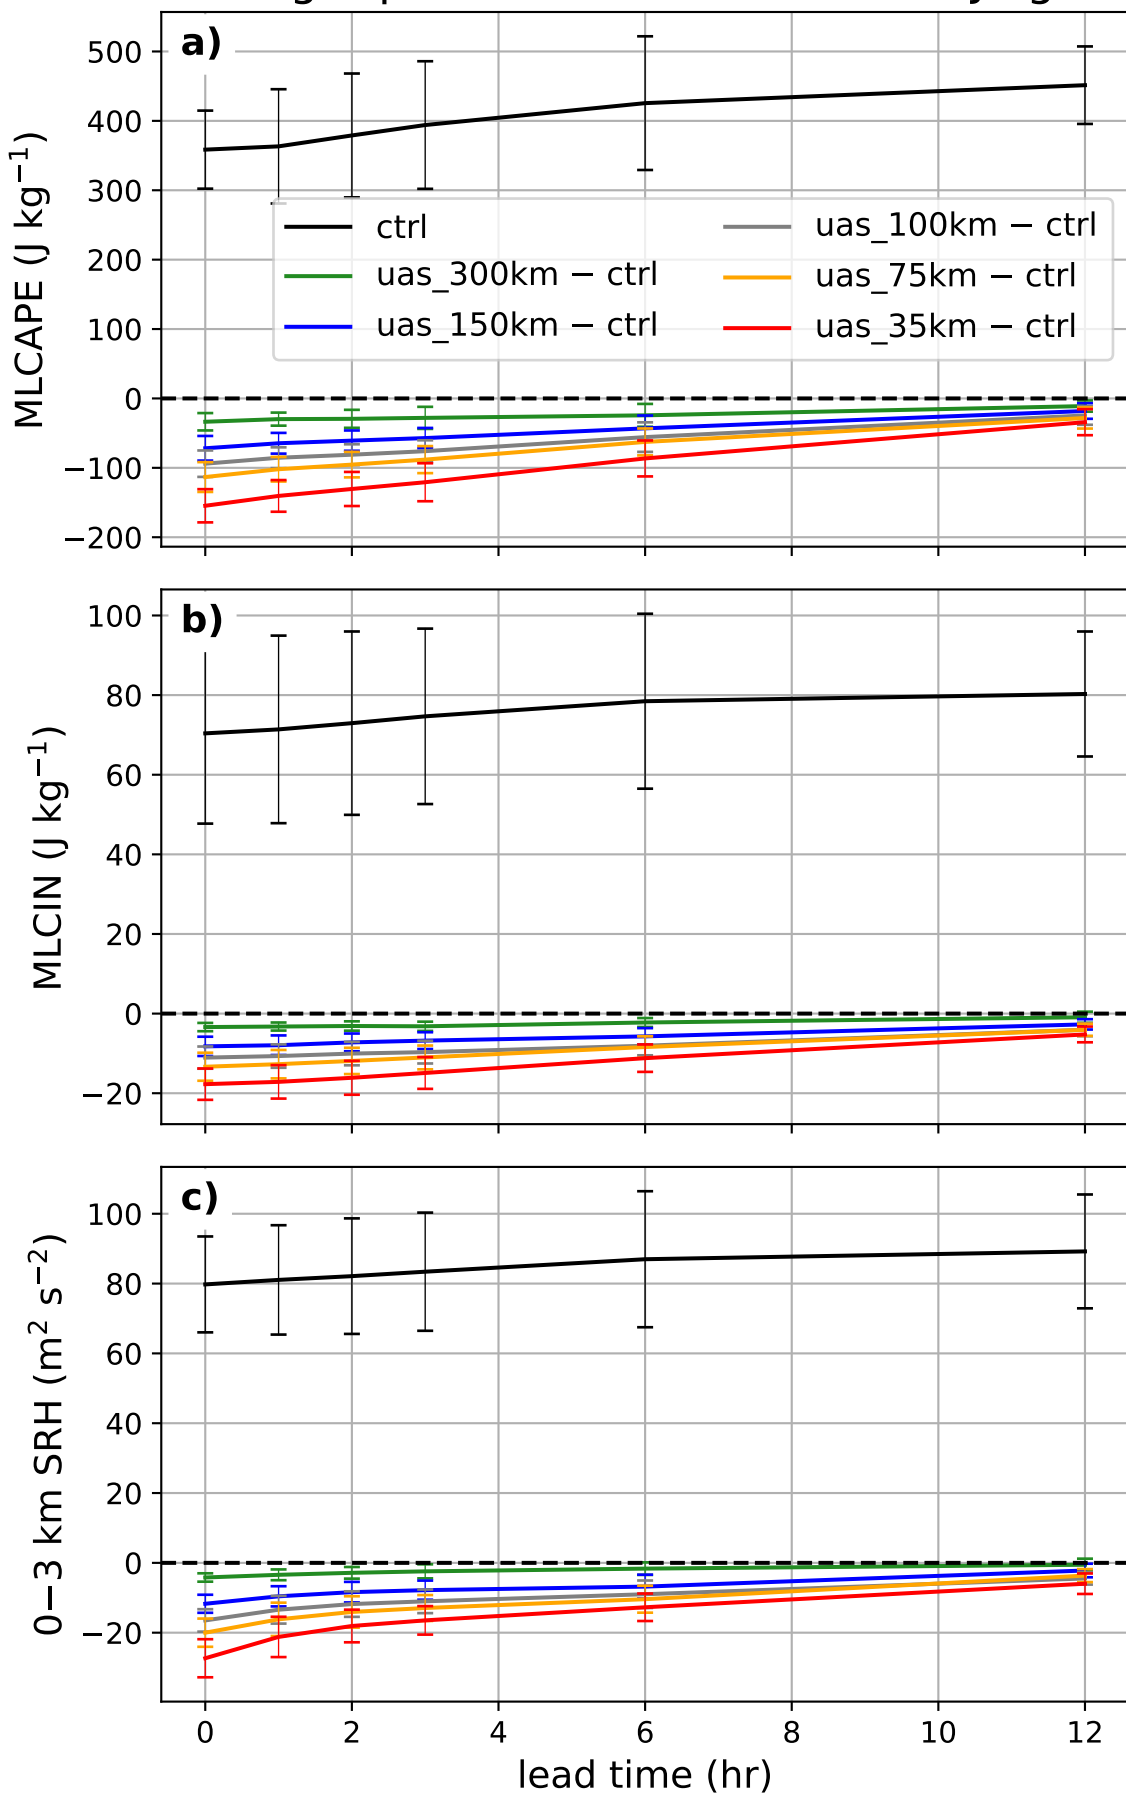 a)
500
400
300
200
100
0
−100
−200
MLCAPE (J kg⁻¹)
ctrl
uas_300km − ctrl
uas_150km − ctrl
uas_100km − ctrl
uas_75km − ctrl
uas_35km − ctrl
b)
100
80
60
40
20
0
−20
MLCIN (J kg⁻¹)
c)
100
80
60
40
20
0
−20
0−3 km SRH (m² s⁻²)
0 2 4 6 8 10 12
lead time (hr)